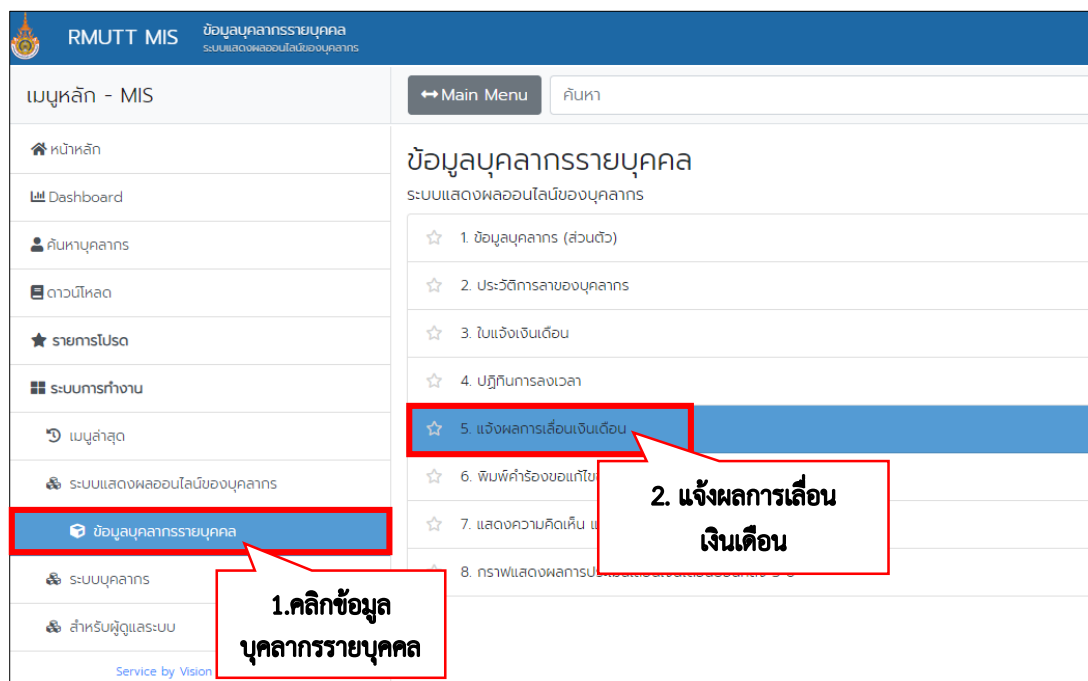 RMUTT MIS
ข้อมูลบุคลากรรายบุคคล
ระบบแสดงผลออนไลน์ของบุคลากร
เมนูหลัก - MIS
Main Menu
ค้นหา
หน้าหลัก
Dashboard
ค้นหาบุคลากร
ดาวน์โหลด
รายการโปรด
ระบบการทำงาน
เมนูล่าสุด
ระบบแสดงผลออนไลน์ของบุคลากร
ข้อมูลบุคลากรรายบุคคล
ระบบบุคลากร
สำหรับผู้ดูแลระบบ
Service by Vision
ข้อมูลบุคลากรรายบุคคล
ระบบแสดงผลออนไลน์ของบุคลากร
1. ข้อมูลบุคลากร (ส่วนตัว)
2. ประวัติการลาของบุคลากร
3. ใบแจ้งเงินเดือน
4. ปฏิทินการลงเวลา
5. แจ้งผลการเลื่อนเงินเดือน
6. พิมพ์คำร้องขอแก้ไข
7. แสดงความคิดเห็น
8. กราฟแสดงผลการ
1.คลิกข้อมูล
บุคลากรรายบุคคล
2. แจ้งผลการเลื่อน
เงินเดือน